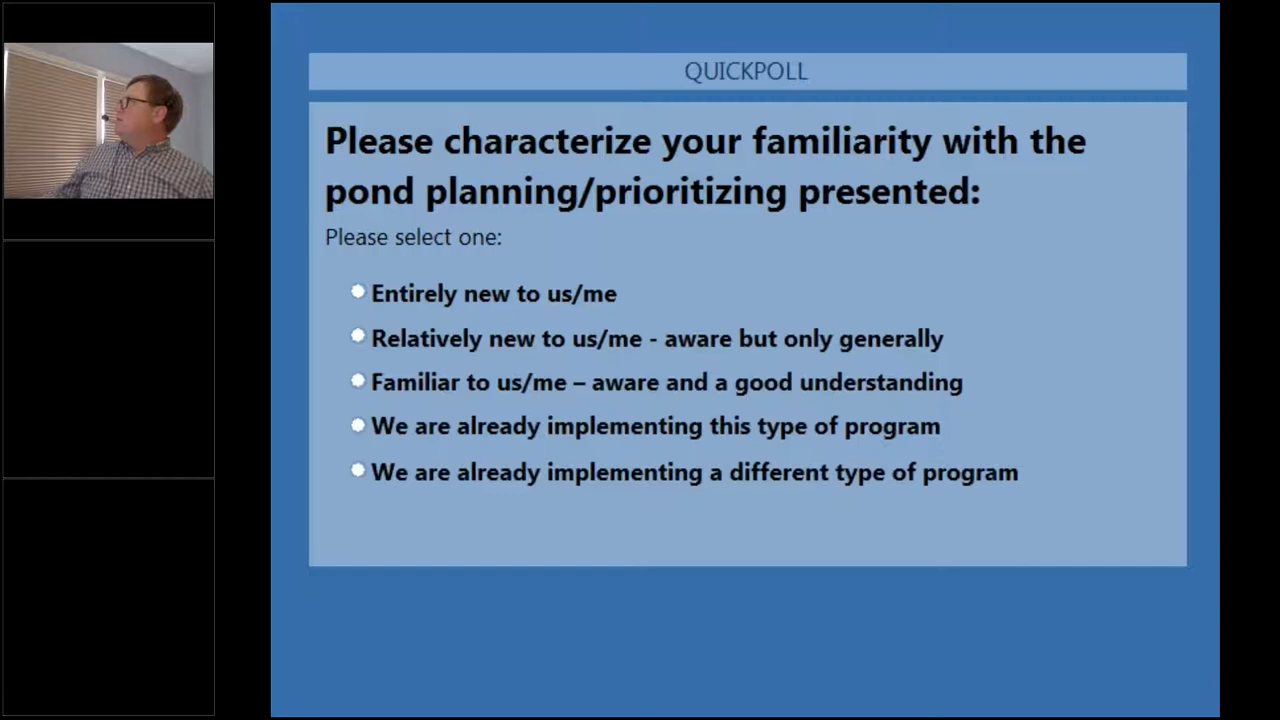 QUICKPOLL
Please characterize your familiarity with the
pond planning/prioritizing presented:
Please select one:
Entirely new to us/me
Relatively new to us/me - aware but only generally
Familiar to us/me – aware and a good understanding
We are already implementing this type of program
We are already implementing a different type of program